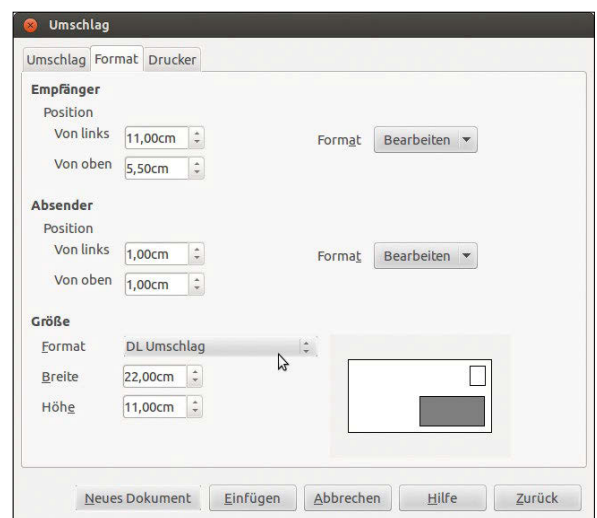 Umschlag
Umschlag Format Drucker
Empfänger
Position
Von links 11,00cm Format Bearbeiten
Von oben 5,50cm
Absender
Position
Von links 1,00cm Format Bearbeiten
Von oben 1,00cm
Größe
Format DL Umschlag
Breite 22,00cm
Höhe 11,00cm
Neues Dokument Einfügen Abbrechen Hilfe Zurück